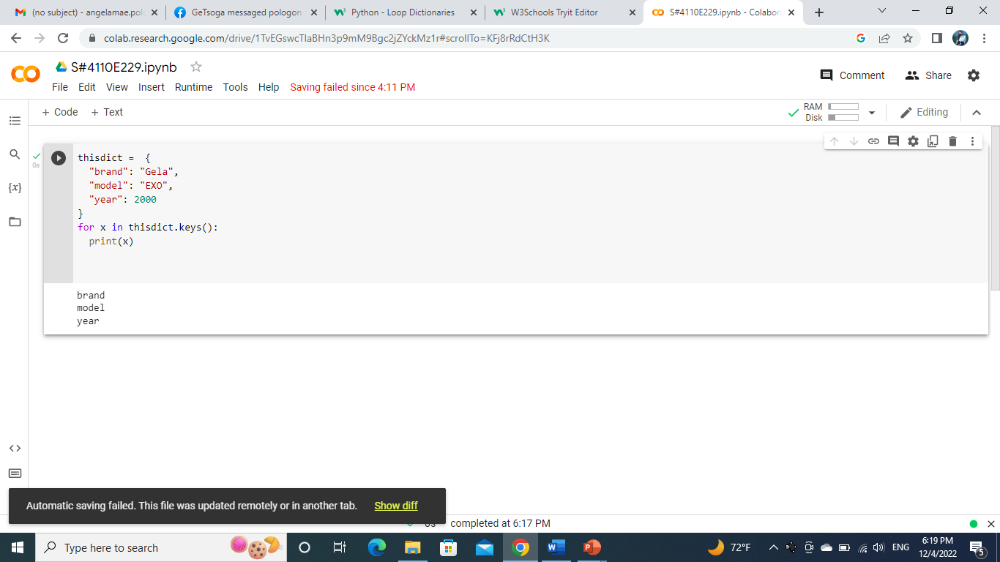 (no subject) - angelamae.pol
GeTsoga messaged pologon
Python - Loop Dictionaries
W3Schools Tryit Editor
S#4110E229.ipynb - Colabor
colab.research.google.com/drive/1TvEGswcTlaBHn3p9mM9Bgc2jZYckMz1r#scrollTo=KFj8rRdCtH3K
S#4110E229.ipynb
File Edit View Insert Runtime Tools Help Saving failed since 4:11 PM
Comment Share
+ Code + Text
RAM
Disk
Editing
{x}
0s
thisdict = {
"brand": "Gela",
"model": "EXO",
"year": 2000
}
for x in thisdict.keys():
print(x)
brand
model
year
Automatic saving failed. This file was updated remotely or in another tab. Show diff
0s completed at 6:17 PM
Type here to search
72°F
ENG
6:19 PM
12/4/2022
5